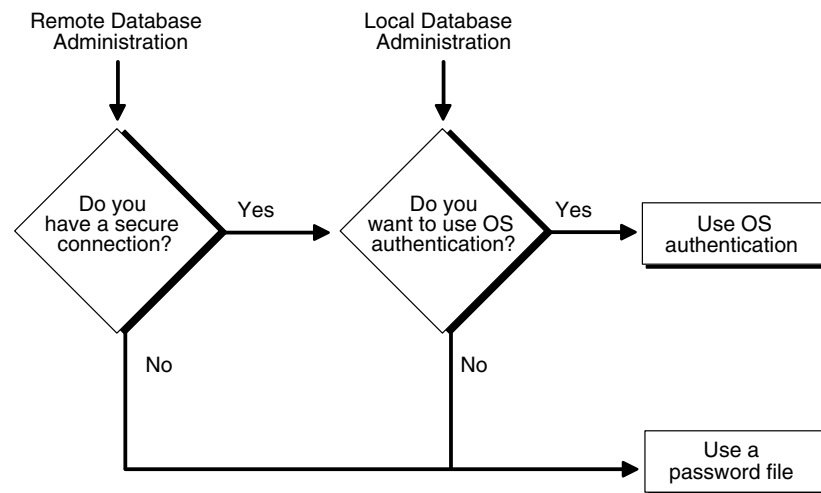 Remote Database
Administration
Local Database
Administration
Do you
have a secure
connection?
Yes
Do you
want to use OS
authentication?
Yes
Use OS
authentication
No
No
Use a
password file